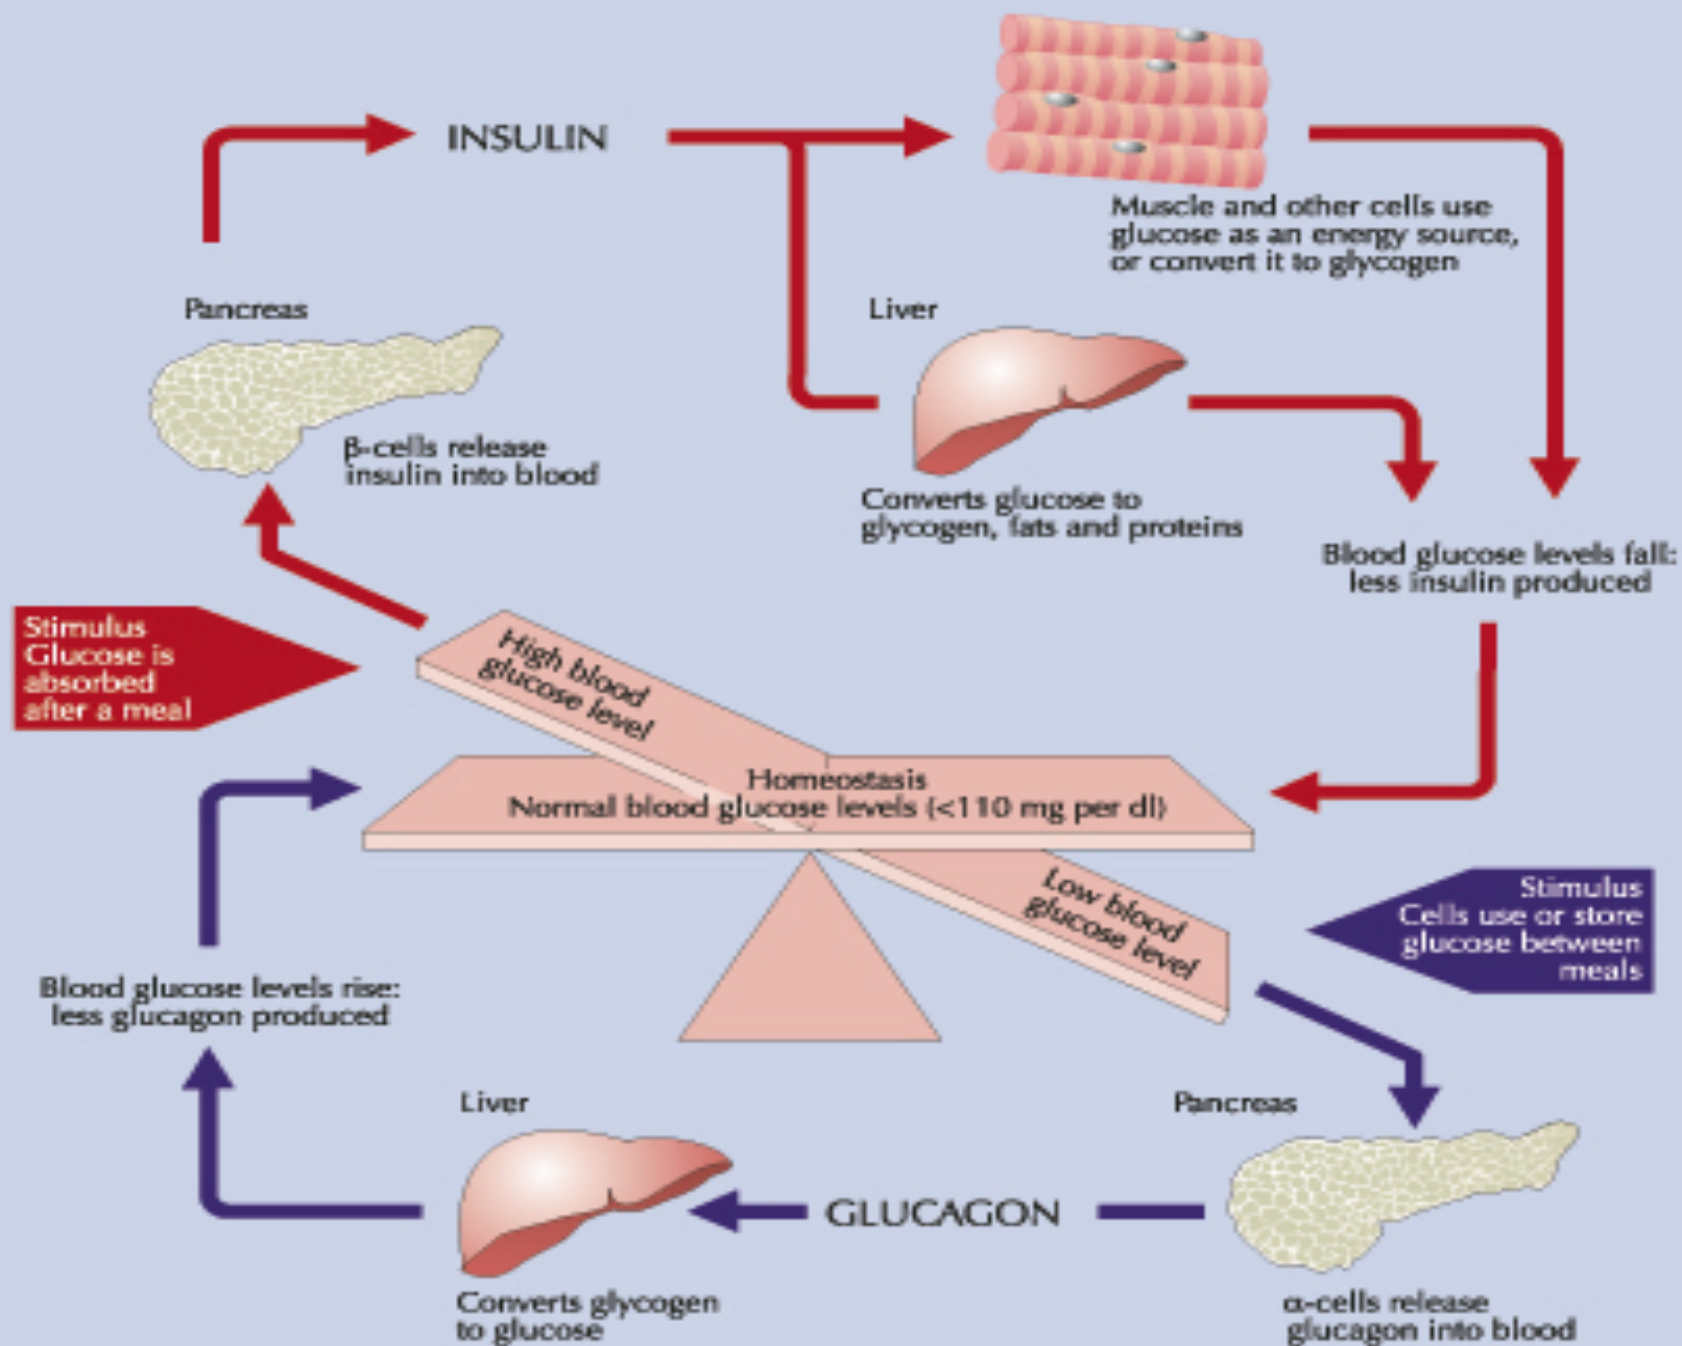 INSULIN
Muscle and other cells use
glucose as an energy source,
or convert it to glycogen
Pancreas
Liver
β-cells release
insulin into blood
Converts glucose to
glycogen, fats and proteins
Blood glucose levels fall:
less insulin produced
Stimulus
Glucose is
absorbed
after a meal
High blood
glucose level
Homeostasis
Normal blood glucose levels (<110 mg per dl)
Low blood
glucose level
Stimulus
Cells use or store
glucose between
meals
Blood glucose levels rise:
less glucagon produced
Liver
Pancreas
GLUCAGON
Converts glycogen
to glucose
α-cells release
glucagon into blood